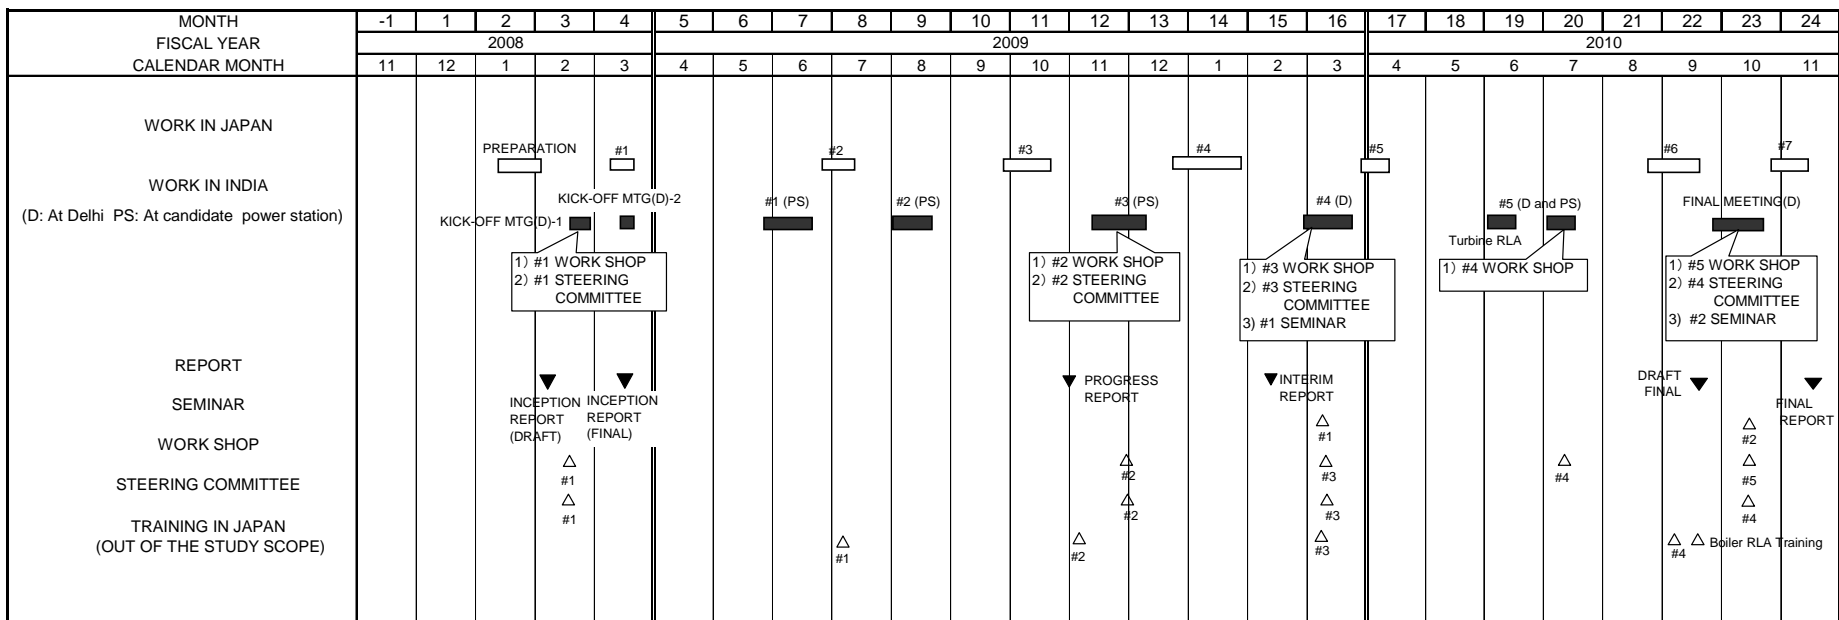 MONTH -1 1 2 3 4 5 6 7 8 9 10 11 12 13 14 15 16 17 18 19 20 21 22 23 24
FISCAL YEAR 2008 2009 2010
CALENDAR MONTH 11 12 1 2 3 4 5 6 7 8 9 10 11 12 1 2 3 4 5 6 7 8 9 10 11
WORK IN JAPAN
PREPARATION #1 #2 #3 #4 #5 #6 #7
WORK IN INDIA
(D: At Delhi PS: At candidate power station)
KICK-OFF MTG(D)-1 KICK-OFF MTG(D)-2 #1 (PS) #2 (PS) #3 (PS) #4 (D) #5 (D and PS) FINAL MEETING(D)
Turbine RLA
1) #1 WORK SHOP
2) #1 STEERING
COMMITTEE
1) #2 WORK SHOP
2) #2 STEERING
COMMITTEE
1) #3 WORK SHOP
2) #3 STEERING
COMMITTEE
3) #1 SEMINAR
1) #4 WORK SHOP
1) #5 WORK SHOP
2) #4 STEERING
COMMITTEE
3) #2 SEMINAR
REPORT
INCEPTION
REPORT
(DRAFT)
INCEPTION
REPORT
(FINAL)
PROGRESS
REPORT
INTERIM
REPORT
DRAFT
FINAL
FINAL
REPORT
SEMINAR
#1 #2
WORK SHOP
#1 #2 #3 #4 #5
STEERING COMMITTEE
#1 #2 #3 #4
TRAINING IN JAPAN
(OUT OF THE STUDY SCOPE)
#1 #2 #3 #4 Boiler RLA Training